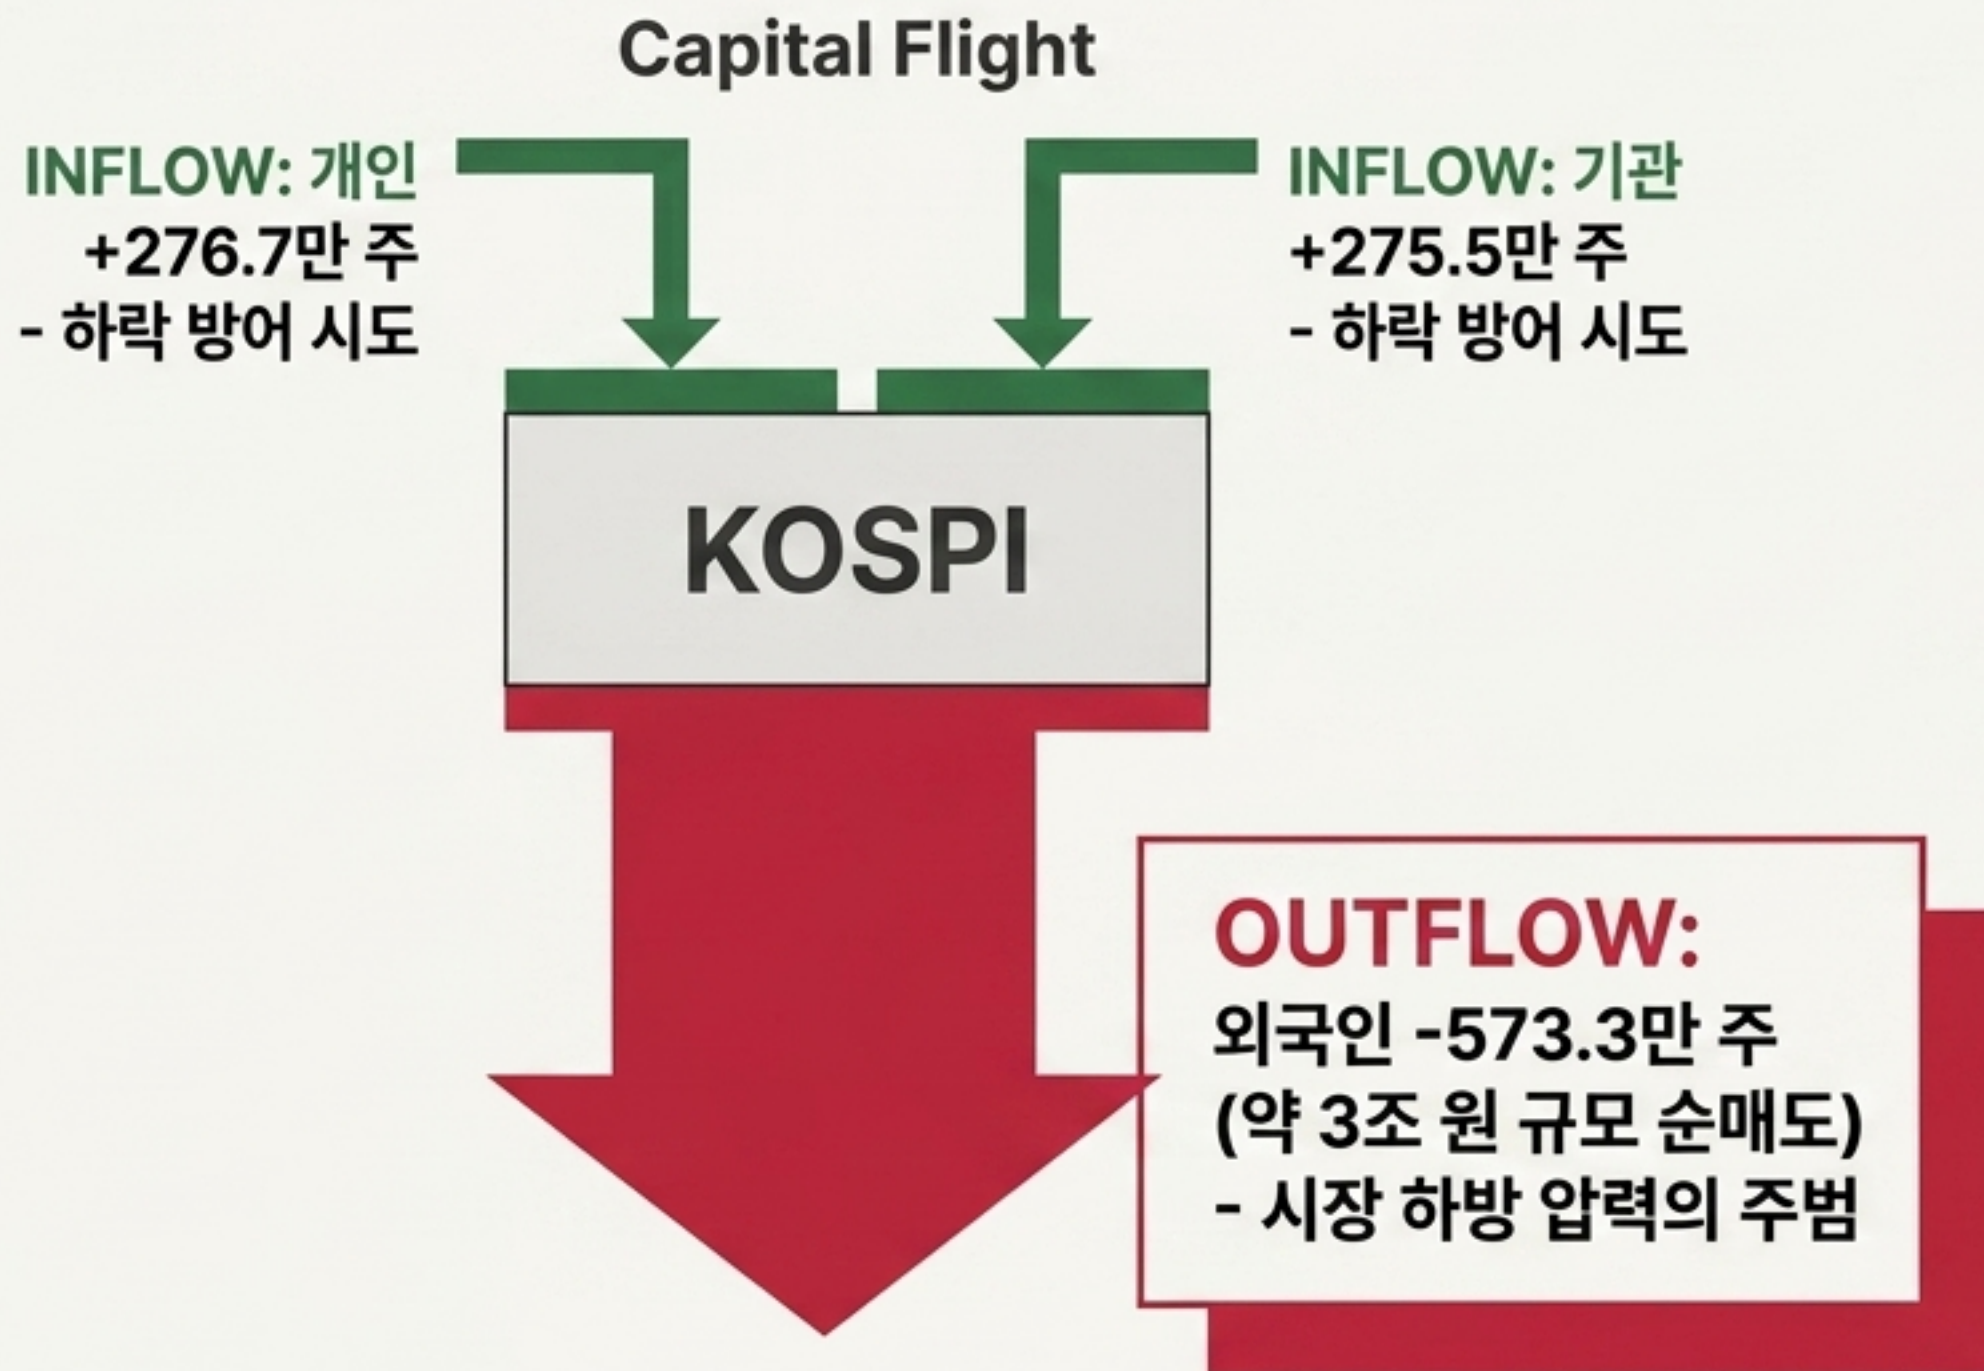 Capital Flight
INFLOW: 개인
+276.7만 주
- 하락 방어 시도
INFLOW: 기관
+275.5만 주
- 하락 방어 시도
KOSPI
OUTFLOW:
외국인 -573.3만 주
(약 3조 원 규모 순매도)
- 시장 하방 압력의 주범